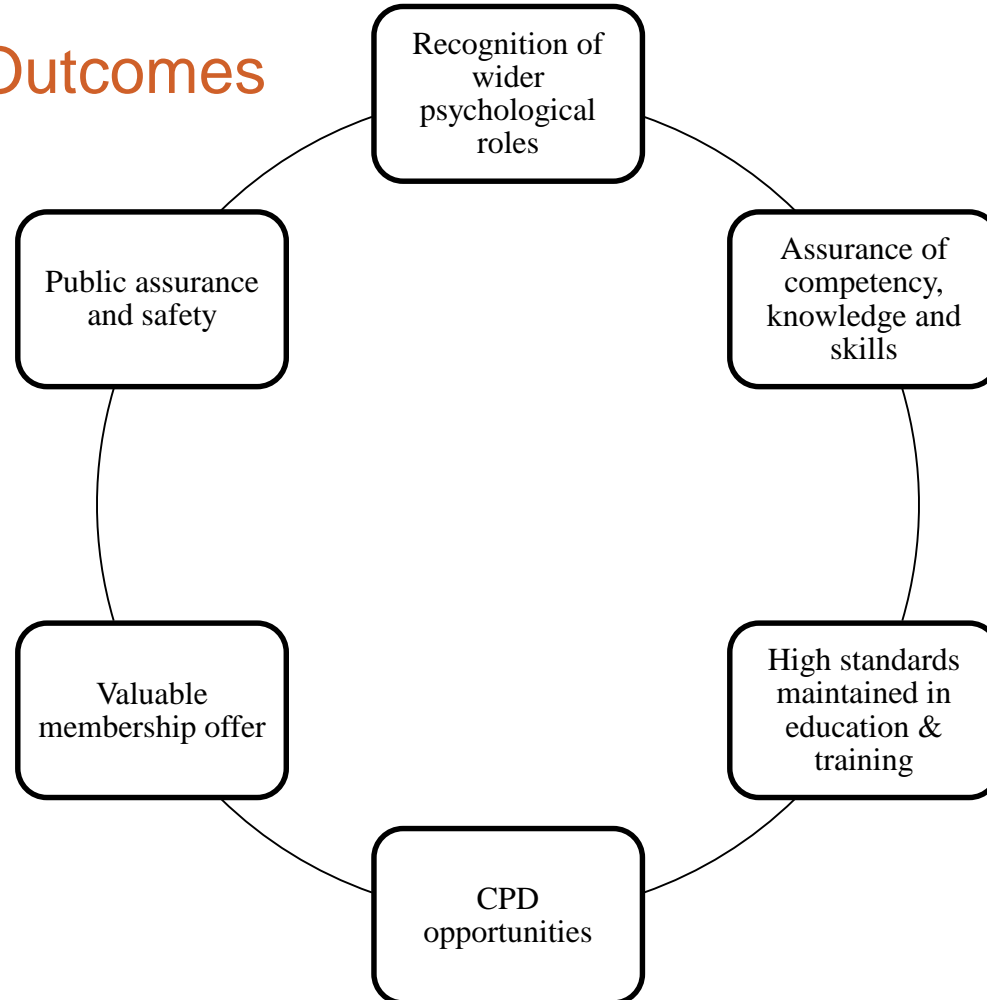 Outcomes
Recognition of
wider
psychological
roles
Assurance of
competency,
knowledge and
skills
High standards
maintained in
education &
training
CPD
opportunities
Valuable
membership offer
Public assurance
and safety